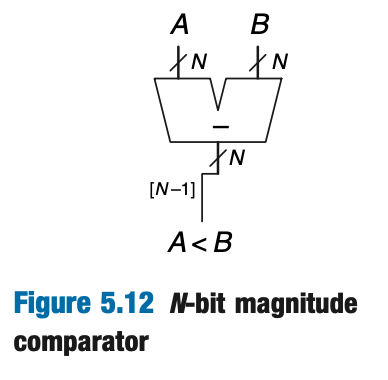 A B
N N
–
N
[N–1]
A < B
Figure 5.12 N-bit magnitude
comparator